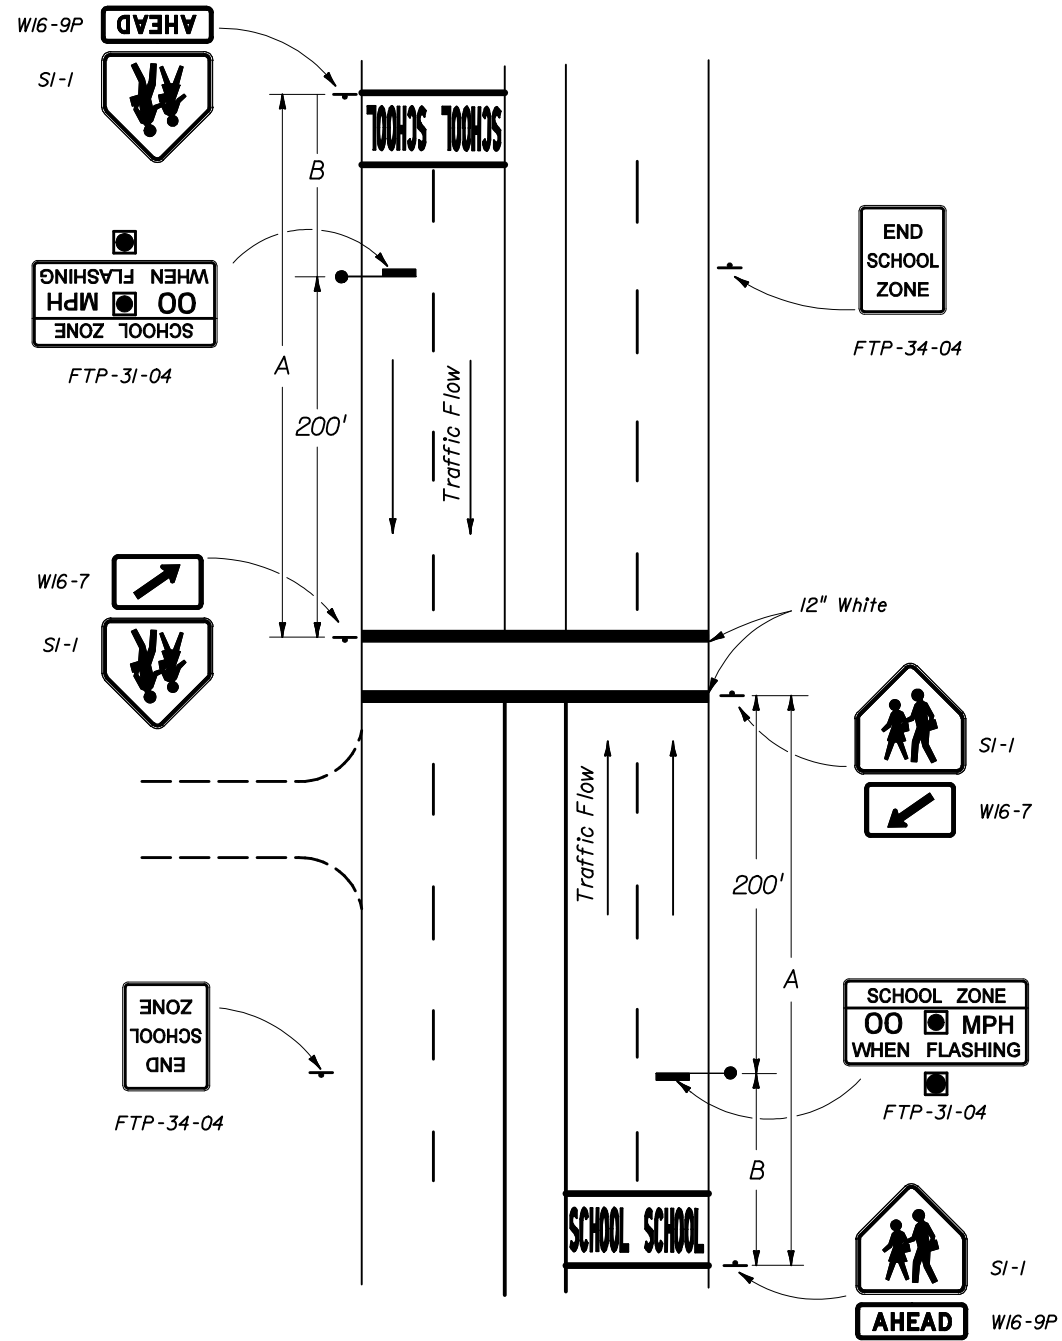 W16-9P
AHEAD
S1-1
SCHOOL SCHOOL
B
END
SCHOOL
ZONE
FTP-34-04
SCHOOL ZONE
00 MPH
WHEN FLASHING
FTP-31-04
A
200'
Traffic Flow
W16-7
S1-1
12" White
S1-1
W16-7
Traffic Flow
200'
A
END
SCHOOL
ZONE
FTP-34-04
SCHOOL ZONE
00 MPH
WHEN FLASHING
FTP-31-04
B
SCHOOL SCHOOL
S1-1
AHEAD
W16-9P